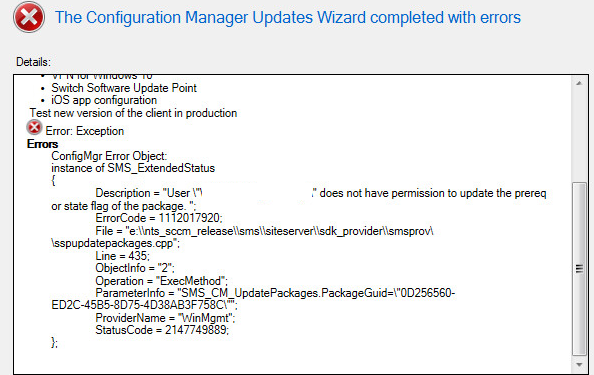 The Configuration Manager Updates Wizard completed with errors
Details:
• VPN for Windows 10
• Switch Software Update Point
• iOS app configuration
Test new version of the client in production
Error: Exception
Errors
ConfigMgr Error Object:
instance of SMS_ExtendedStatus
{
Description = "User \"\ ." does not have permission to update the prereq
or state flag of the package. ";
ErrorCode = 1112017920;
File = "e:\\nts_sccm_release\\sms\\siteserver\\sdk_provider\\smsprov\
\sspupdatepackages.cpp";
Line = 435;
ObjectInfo = "2";
Operation = "ExecMethod";
ParameterInfo = "SMS_CM_UpdatePackages.PackageGuid=\"0D256560-
ED2C-45B5-8D75-4D38AB3F758C\"";
ProviderName = "WinMgmt";
StatusCode = 2147749889;
};